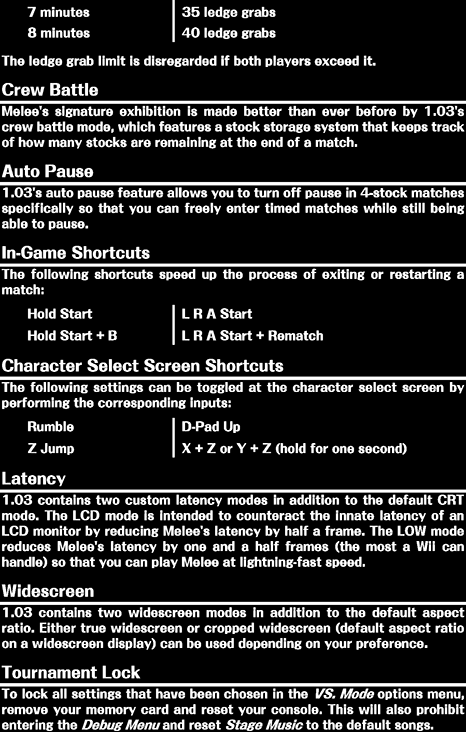 7 minutes 35 ledge grabs
8 minutes 40 ledge grabs
The ledge grab limit is disregarded if both players exceed it.
Crew Battle
Melee's signature exhibition is made better than ever before by 1.03's
crew battle mode, which features a stock storage system that keeps track
of how many stocks are remaining at the end of a match.
Auto Pause
1.03's auto pause feature allows you to turn off pause in 4-stock matches
specifically so that you can freely enter timed matches while still being
able to pause.
In-Game Shortcuts
The following shortcuts speed up the process of exiting or restarting a
match:
Hold Start L R A Start
Hold Start + B L R A Start + Rematch
Character Select Screen Shortcuts
The following settings can be toggled at the character select screen by
performing the corresponding inputs:
Rumble D-Pad Up
Z Jump X + Z or Y + Z (hold for one second)
Latency
1.03 contains two custom latency modes in addition to the default CRT
mode. The LCD mode is intended to counteract the innate latency of an
LCD monitor by reducing Melee's latency by half a frame. The LOW mode
reduces Melee's latency by one and a half frames (the most a Wii can
handle) so that you can play Melee at lightning-fast speed.
Widescreen
1.03 contains two widescreen modes in addition to the default aspect
ratio. Either true widescreen or cropped widescreen (default aspect ratio
on a widescreen display) can be used depending on your preference.
Tournament Lock
To lock all settings that have been chosen in the VS. Mode options menu,
remove your memory card and reset your console. This will also prohibit
entering the Debug Menu and reset Stage Music to the default songs.